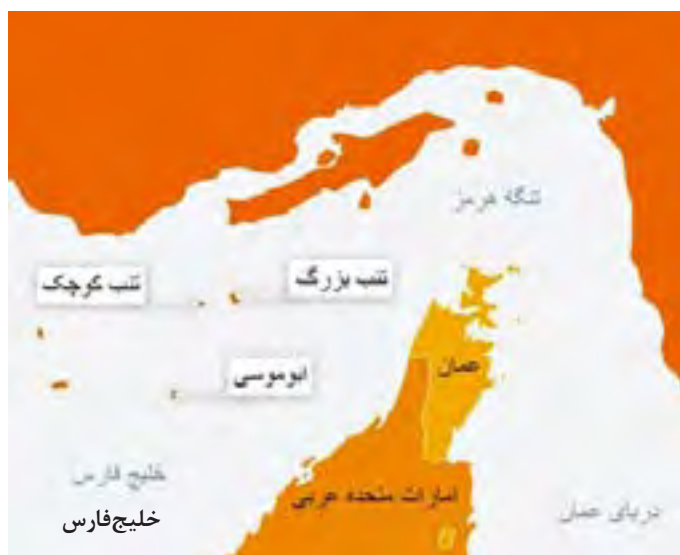 تنگه هرمز
تنب بزرگ
تنب کوچک
عمان
ابوموسی
خلیج فارس
امارات متحده عربی
دریای عمان
خلیج‌فارس